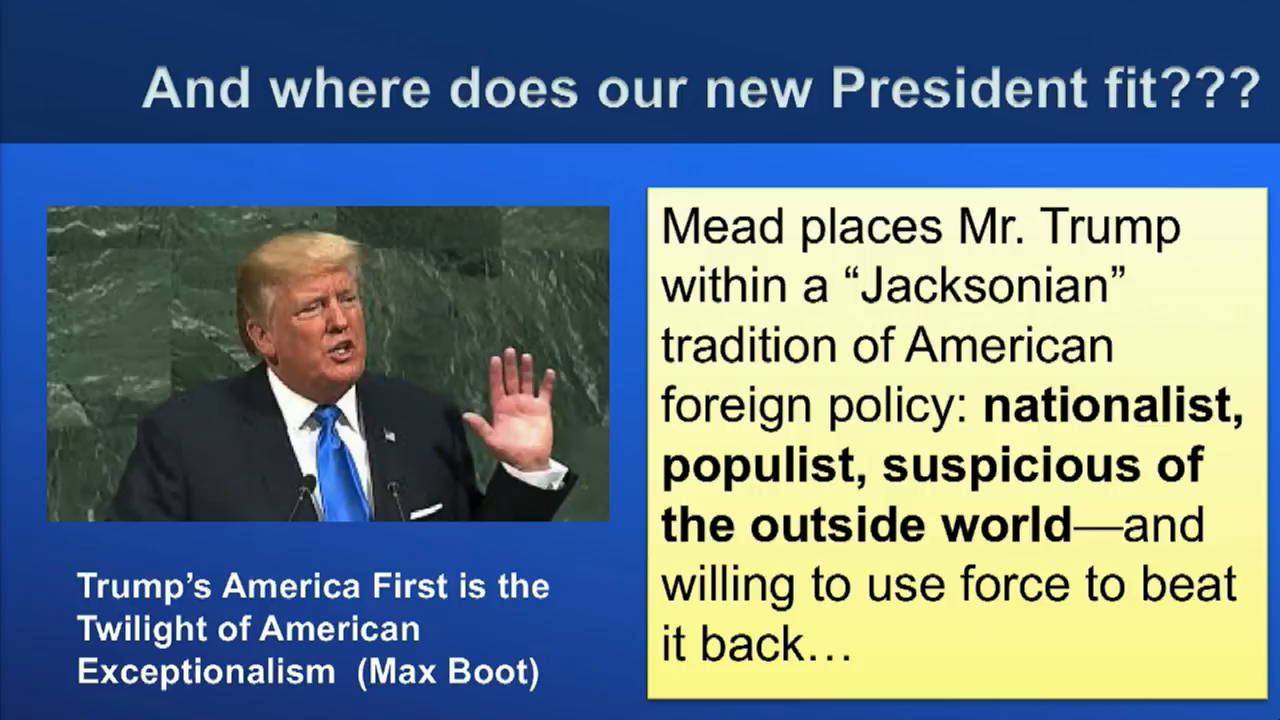 And where does our new President fit???
Mead places Mr. Trump
within a “Jacksonian”
tradition of American
foreign policy: nationalist,
populist, suspicious of
the outside world—and
willing to use force to beat
it back…
Trump’s America First is the
Twilight of American
Exceptionalism (Max Boot)